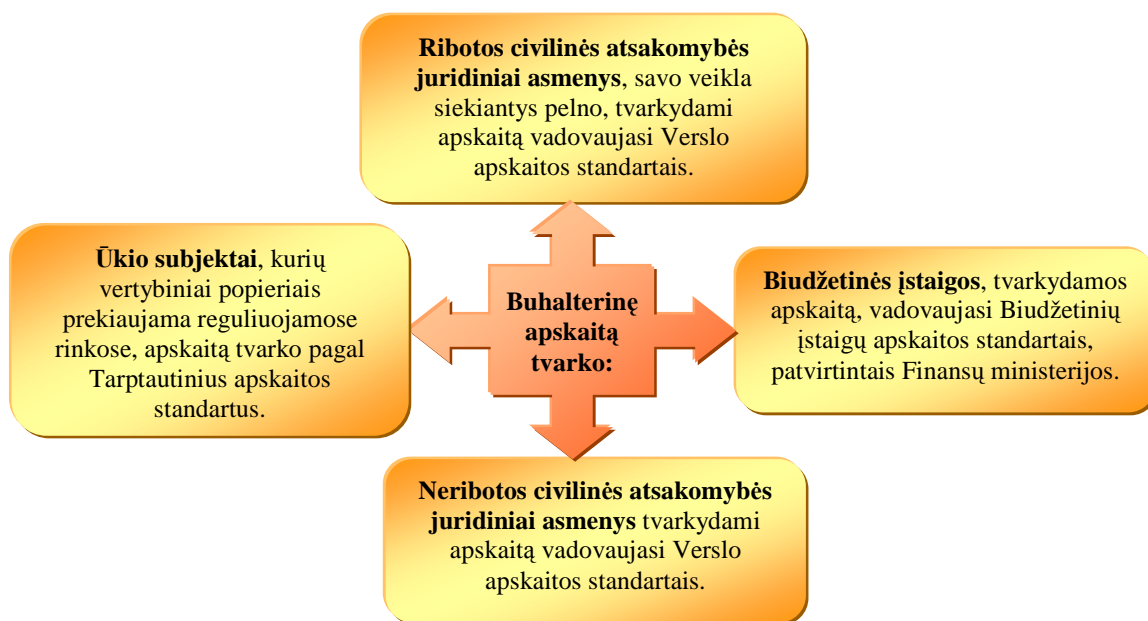 Ribotos civilinės atsakomybės
juridiniai asmenys, savo veikla
siekiantys pelno, tvarkydami
apskaitą vadovaujasi Verslo
apskaitos standartais.
Ūkio subjektai, kurių
vertybiniai popieriais
prekiaujama reguliuojamose
rinkose, apskaitą tvarko pagal
Tarptautinius apskaitos
standartus.
Buhalterinę
apskaitą
tvarko:
Biudžetinės įstaigos, tvarkydamos
apskaitą, vadovaujasi Biudžetinių
įstaigų apskaitos standartais,
patvirtintais Finansų ministerijos.
Neribotos civilinės atsakomybės
juridiniai asmenys tvarkydami
apskaitą vadovaujasi Verslo
apskaitos standartais.